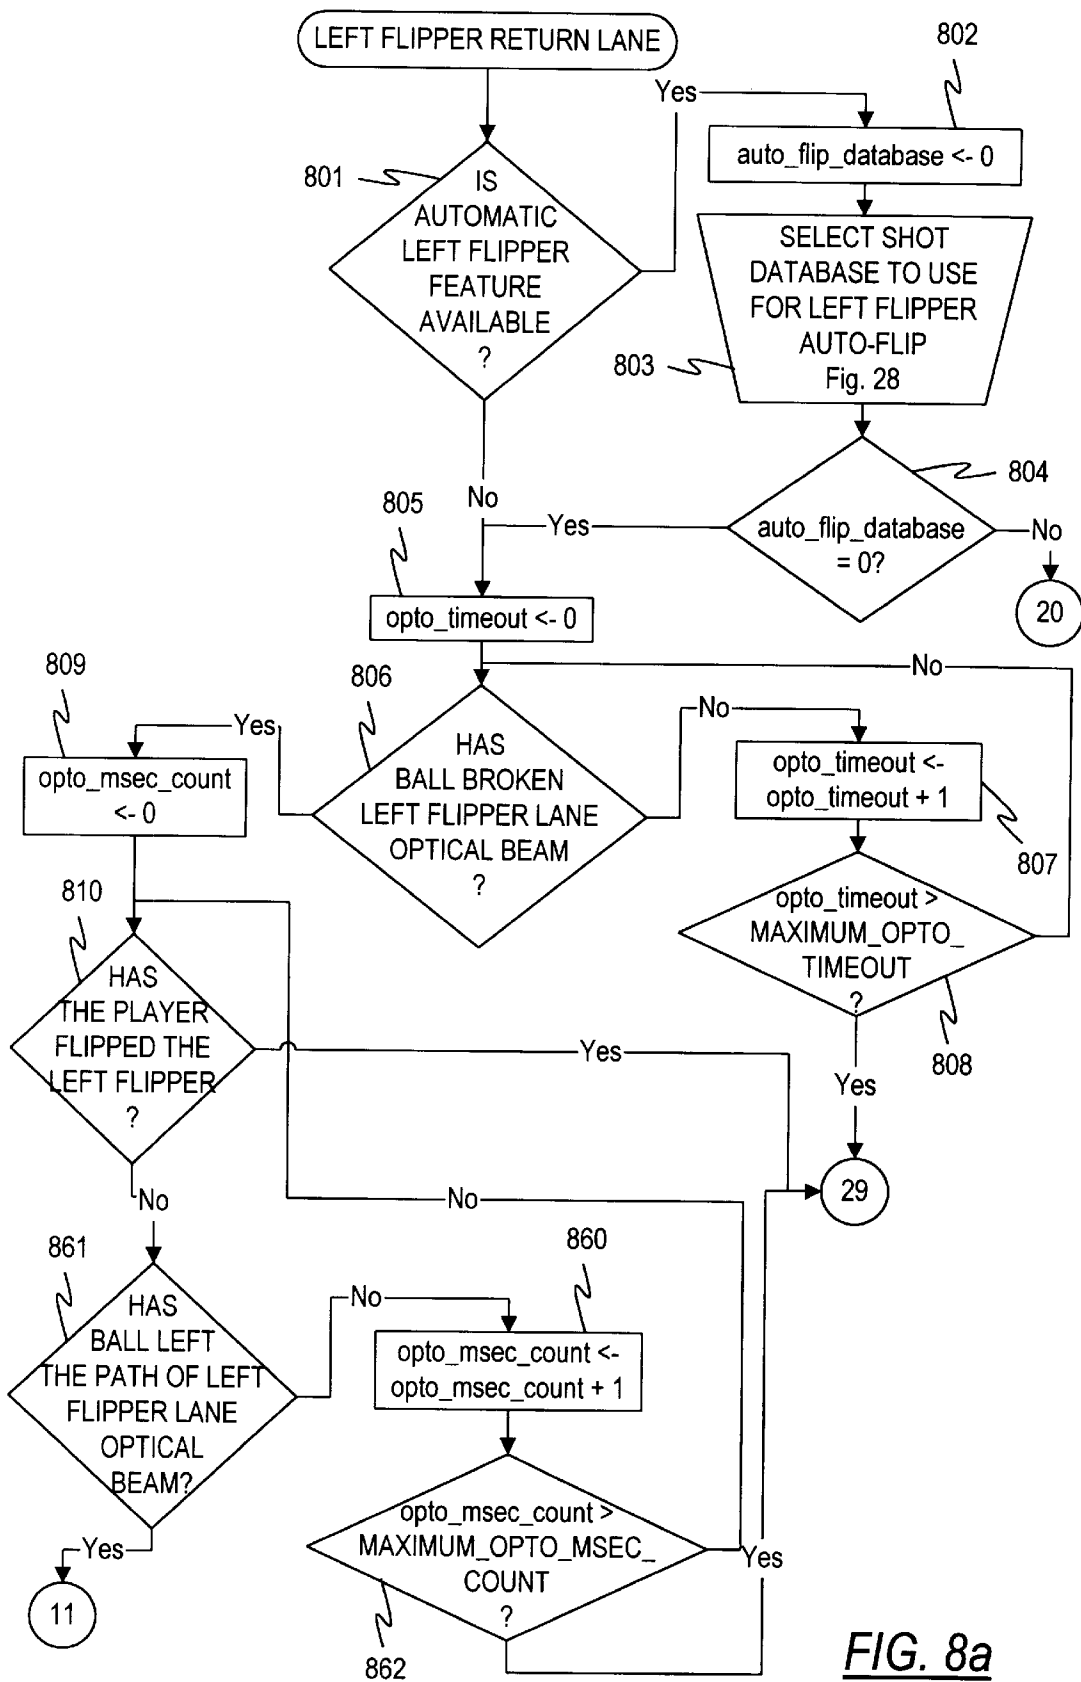 LEFT FLIPPER RETURN LANE
802
Yes
auto_flip_database <- 0
801
IS
AUTOMATIC
LEFT FLIPPER
FEATURE
AVAILABLE
?
SELECT SHOT
DATABASE TO USE
FOR LEFT FLIPPER
AUTO-FLIP
Fig. 28
803
804
No
805
Yes
auto_flip_database
= 0?
No
20
opto_timeout <- 0
809
806
No
Yes
No
opto_msec_count
<- 0
HAS
BALL BROKEN
LEFT FLIPPER LANE
OPTICAL BEAM
?
opto_timeout <-
opto_timeout + 1
807
810
opto_timeout >
MAXIMUM_OPTO_
TIMEOUT
?
HAS
THE PLAYER
FLIPPED THE
LEFT FLIPPER
?
Yes
808
Yes
29
No
No
861
860
HAS
BALL LEFT
THE PATH OF LEFT
FLIPPER LANE
OPTICAL
BEAM?
No
opto_msec_count <-
opto_msec_count + 1
opto_msec_count >
MAXIMUM_OPTO_MSEC_
COUNT
?
Yes
Yes
11
862
FIG. 8a